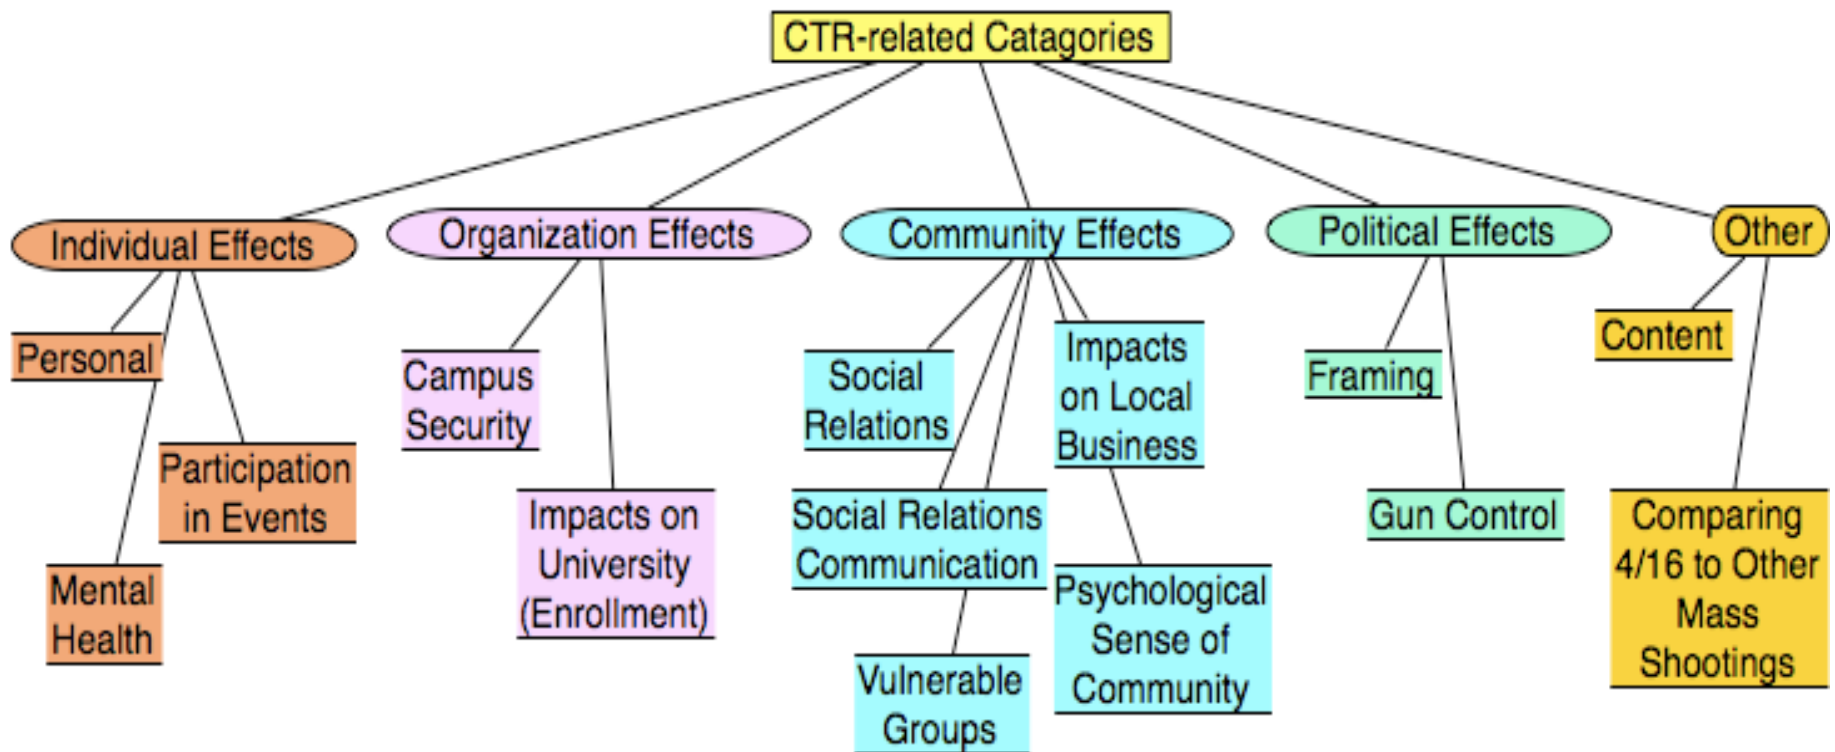 CTR-related Catagories
Individual Effects
Organization Effects
Community Effects
Political Effects
Other
Personal
Participation
in Events
Mental
Health
Campus
Security
Impacts on
University
(Enrollment)
Social
Relations
Impacts
on Local
Business
Social Relations
Communication
Psychological
Sense of
Community
Vulnerable
Groups
Framing
Gun Control
Content
Comparing
4/16 to Other
Mass
Shootings